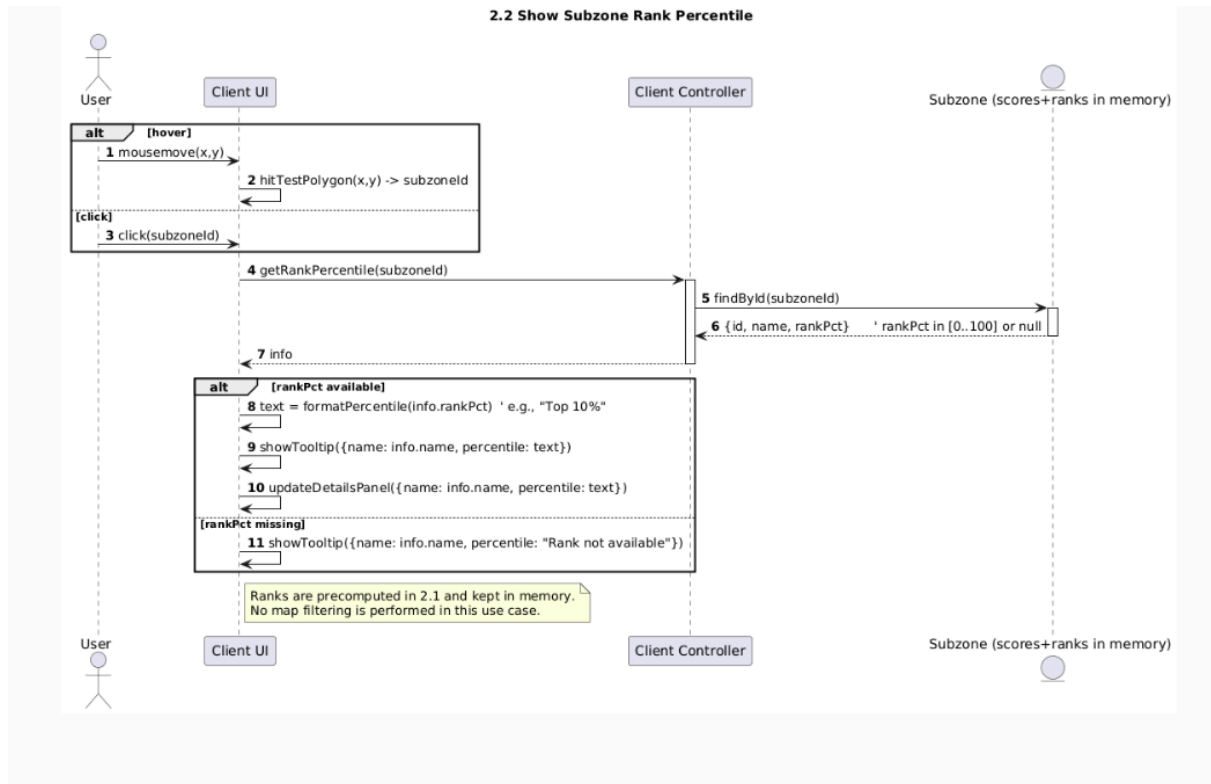 2.2 Show Subzone Rank Percentile
User
Client UI
Client Controller
Subzone (scores+ranks in memory)
alt [hover]
1 mousemove(x,y)
2 hitTestPolygon(x,y) -> subzoneId
[click]
3 click(subzoneId)
4 getRankPercentile(subzoneId)
5 findById(subzoneId)
6 {id, name, rankPct} ' rankPct in [0..100] or null
7 info
alt [rankPct available]
8 text = formatPercentile(info.rankPct) ' e.g., "Top 10%"
9 showTooltip({name: info.name, percentile: text})
10 updateDetailsPanel({name: info.name, percentile: text})
[rankPct missing]
11 showTooltip({name: info.name, percentile: "Rank not available"})
Ranks are precomputed in 2.1 and kept in memory.
No map filtering is performed in this use case.
User
Client UI
Client Controller
Subzone (scores+ranks in memory)